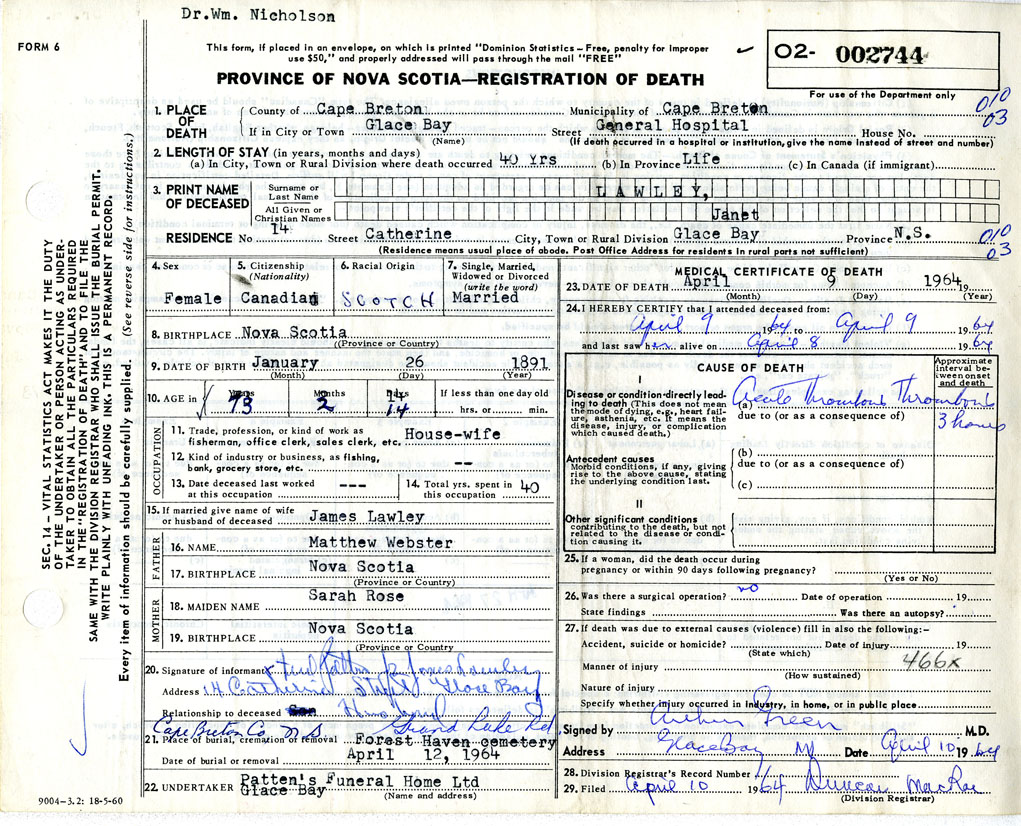 Dr.Wm. Nicholson
FORM 6
This form, if placed in an envelope, on which is printed "Dominion Statistics – Free, penalty for improper
use $50," and properly addressed will pass through the mail "FREE"
PROVINCE OF NOVA SCOTIA—REGISTRATION OF DEATH
02- 002744
For use of the Department only
010
03
1. PLACE OF DEATH
County of Cape Breton Municipality of Cape Breton
If in City or Town Glace Bay Street General Hospital House No.
(Name) (If death occurred in a hospital or institution, give the name instead of street and number)
2. LENGTH OF STAY (in years, months and days)
(a) In City, Town or Rural Division where death occurred 40 Yrs (b) In Province Life (c) In Canada (if immigrant)
3. PRINT NAME OF DECEASED
Surname or Last Name LAWLEY,
All Given or Christian Names Janet
RESIDENCE No 14 Street Catherine City, Town or Rural Division Glace Bay Province N.S.
(Residence means usual place of abode. Post Office Address for residents in rural parts not sufficient)
010
03
4. Sex Female
5. Citizenship (Nationality) Canadian
6. Racial Origin SCOTCH
7. Single, Married, Widowed or Divorced (write the word) Married
8. BIRTHPLACE Nova Scotia
(Province or Country)
9. DATE OF BIRTH January 26 1891
(Month) (Day) (Year)
10. AGE in Years Months
73 2 14
If less than one day old
hrs. or min.
OCCUPATION
11. Trade, profession, or kind of work as fisherman, office clerk, sales clerk, etc. House-wife
12. Kind of industry or business, as fishing, bank, grocery store, etc. --
13. Date deceased last worked at this occupation ---
14. Total yrs. spent in this occupation 40
15. If married give name of wife or husband of deceased James Lawley
FATHER
16. NAME Matthew Webster
17. BIRTHPLACE Nova Scotia
(Province or Country)
MOTHER
18. MAIDEN NAME Sarah Rose
19. BIRTHPLACE Nova Scotia
(Province or Country)
20. Signature of informant
Address 14 Catherine Street Glace Bay
Relationship to deceased Husband
Cape Breton Co N S Grand Lake Rd
21. Place of burial, cremation or removal Forest Haven cemetery
Date of burial or removal April 12, 1964
22. UNDERTAKER Patten's Funeral Home Ltd
Glace Bay (Name and address)
9004–3.2: 18-5-60
MEDICAL CERTIFICATE OF DEATH
23. DATE OF DEATH April 9 1964 19
(Month) (Day) (Year)
24. I HEREBY CERTIFY that I attended deceased from:
April 9 1964 to April 9 1964
and last saw her alive on April 8 1964
CAUSE OF DEATH
Approximate interval between onset and death
I
Disease or condition directly leading to death (This does not mean the mode of dying, e.g., heart failure, asthenia, etc. It means the disease, injury, or complication which caused death.)
(a) Acute Thrombosis
due to (or as a consequence of) 3 hours
Antecedent causes
Morbid conditions, if any, giving rise to the above cause, stating the underlying condition last.
(b)
due to (or as a consequence of)
(c)
II
Other significant conditions
contributing to the death, but not related to the disease or condition causing it.
25. If a woman, did the death occur during
pregnancy or within 90 days following pregnancy?
(Yes or No)
26. Was there a surgical operation? no Date of operation 19
State findings Was there an autopsy?
27. If death was due to external causes (violence) fill in also the following:–
Accident, suicide or homicide? Date of injury 19
(State which)
Manner of injury 466x
(How sustained)
Nature of injury
Specify whether injury occurred in industry, in home, or in public place
Signed by Arthur Green M.D.
Address Glace Bay NS Date April 10 1964
28. Division Registrar's Record Number
29. Filed April 10 1964 Duncan MacRae
(Division Registrar)
SEC. 14 – VITAL STATISTICS ACT MAKES IT THE DUTY
OF THE UNDERTAKER OR PERSON ACTING AS UNDER-
TAKER TO OBTAIN ALL THE PARTICULARS REQUIRED
IN THE "REGISTRATION OF DEATH" AND TO FILE THE
SAME WITH THE DIVISION REGISTRAR WHO SHALL ISSUE THE BURIAL PERMIT.
WRITE PLAINLY WITH UNFADING INK. THIS IS A PERMANENT RECORD.
Every item of information should be carefully supplied. (See reverse side for instructions.)